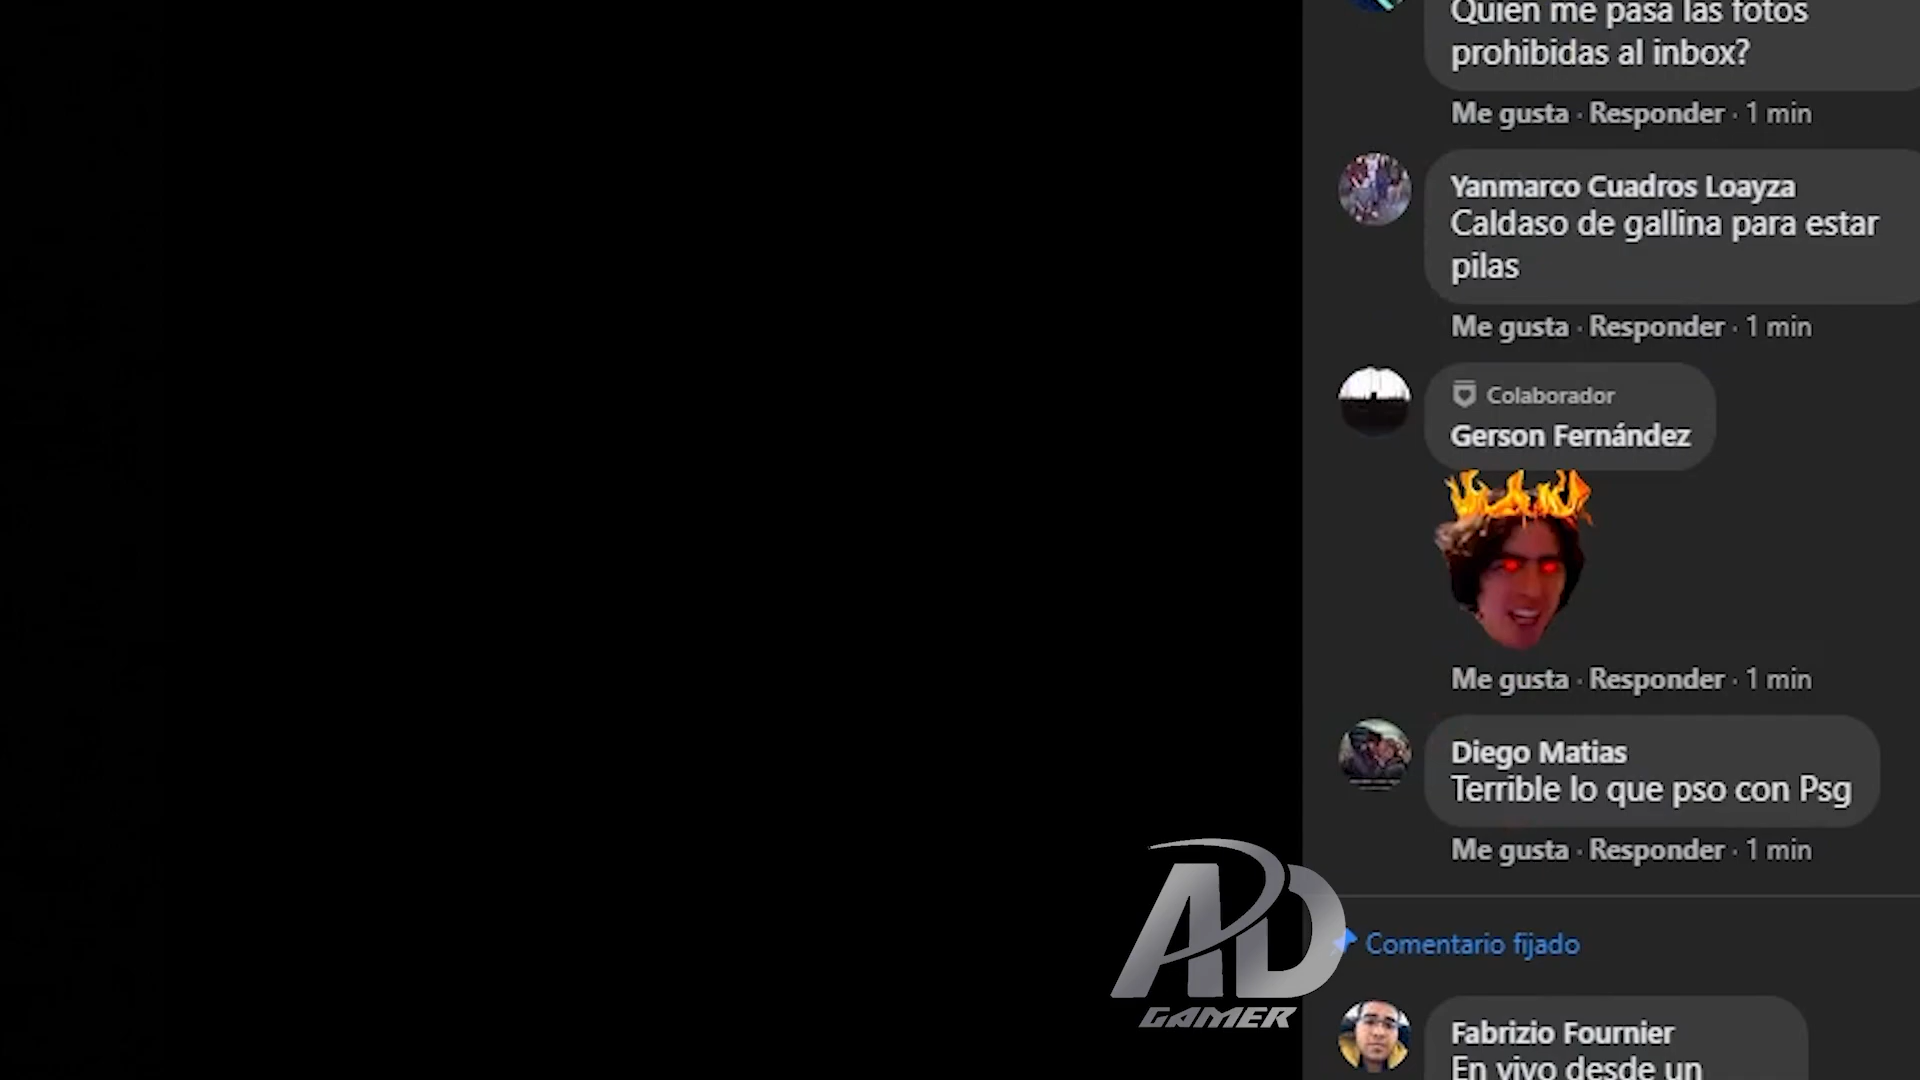 Quien me pasa las fotos
prohibidas al inbox?
Me gusta · Responder · 1 min
Yanmarco Cuadros Loayza
Caldaso de gallina para estar
pilas
Me gusta · Responder · 1 min
Colaborador
Gerson Fernández
Me gusta · Responder · 1 min
Diego Matias
Terrible lo que pso con Psg
Me gusta · Responder · 1 min
AD
GAMER
Comentario fijado
Fabrizio Fournier
En vivo desde un